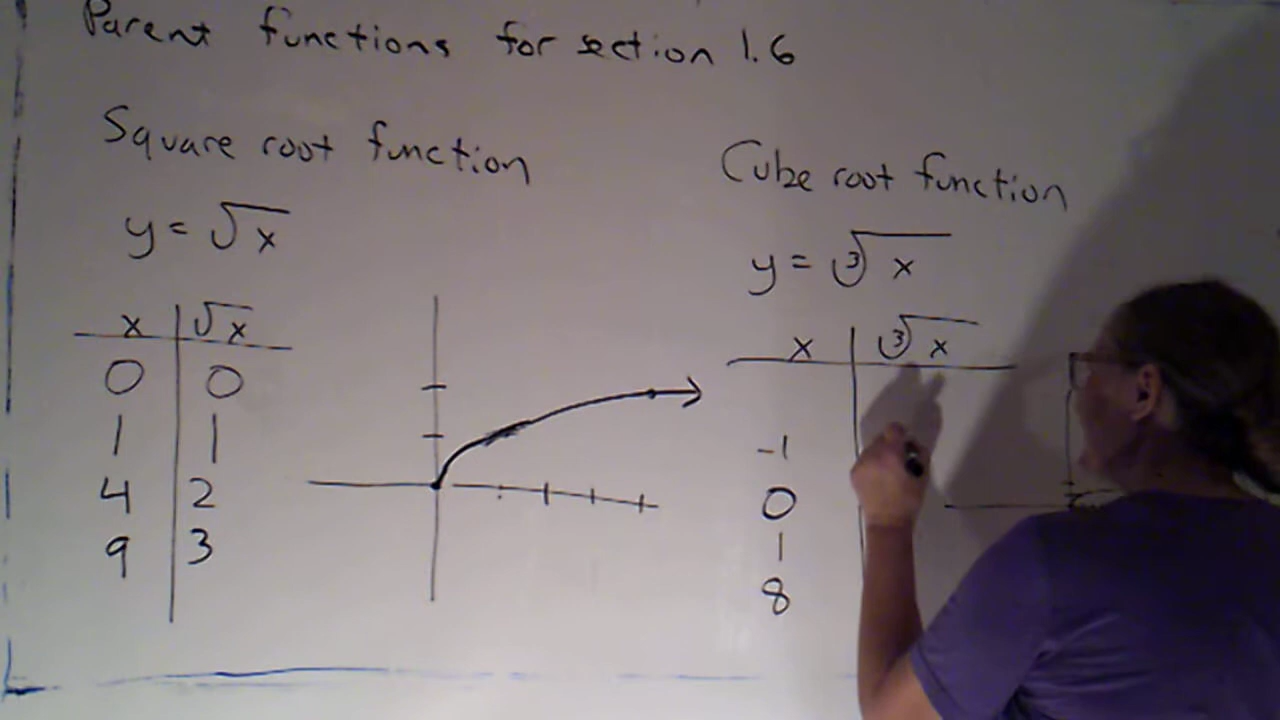 Parent functions for section 1.6
Square root function
y = √x
x √x
0 0
1 1
4 2
9 3
Cube root function
y = ∛x
x ∛x
-1
0
1
8